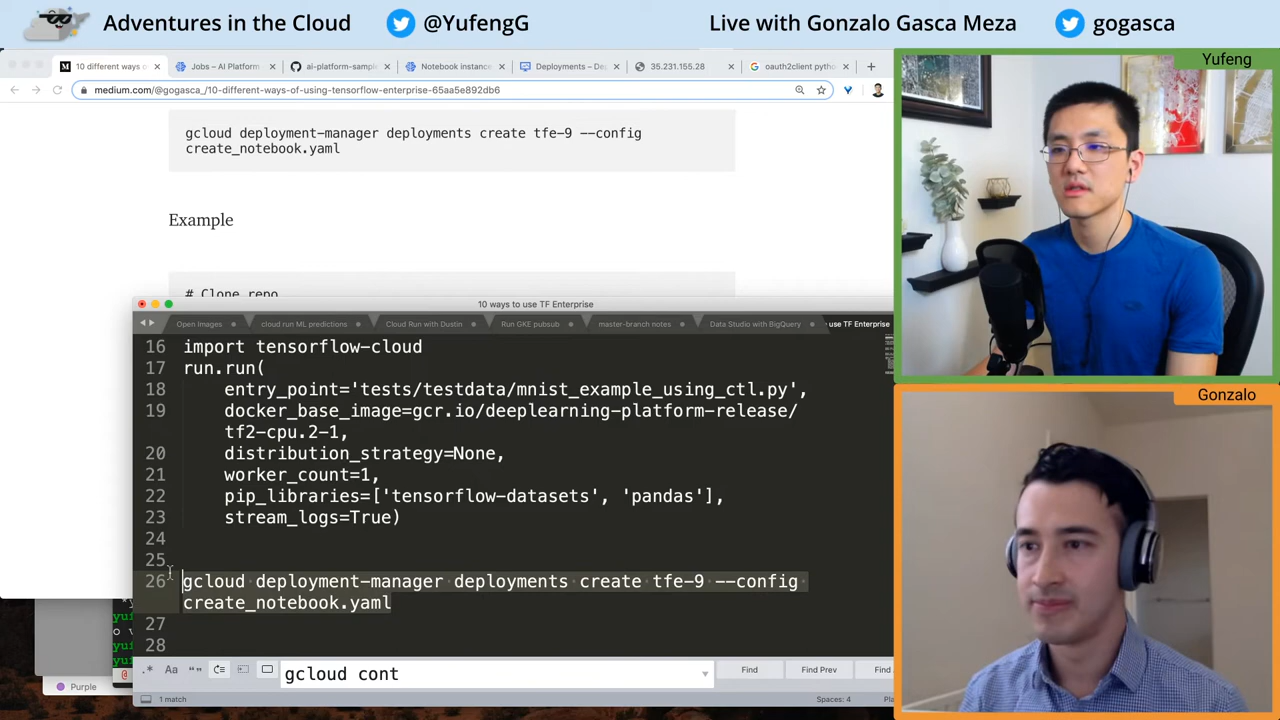 Adventures in the Cloud
@YufengG
Live with Gonzalo Gasca Meza
gogasca
10 different ways o
Jobs – AI Platform
ai-platform-sample
Notebook instance
Deployments – De
35.231.155.28
oauth2client pytho
medium.com/@gogasca_/10-different-ways-of-using-tensorflow-enterprise-65aa5e892db6
Yufeng
gcloud deployment-manager deployments create tfe-9 --config
create_notebook.yaml
Example
# Clone repo
10 ways to use TF Enterprise
Open Images
cloud run ML predictions
Cloud Run with Dustin
Run GKE pubsub
master-branch notes
Data Studio with BigQuery
use TF Enterprise
16 import tensorflow-cloud
17 run.run(
18 entry_point='tests/testdata/mnist_example_using_ctl.py',
19 docker_base_image=gcr.io/deeplearning-platform-release/
tf2-cpu.2-1,
20 distribution_strategy=None,
21 worker_count=1,
22 pip_libraries=['tensorflow-datasets', 'pandas'],
23 stream_logs=True)
24
25
26 gcloud deployment-manager deployments create tfe-9 --config
create_notebook.yaml
27
28
Gonzalo
.* Aa “”
gcloud cont
Find
Find Prev
Find
1 match
Spaces: 4
Purple